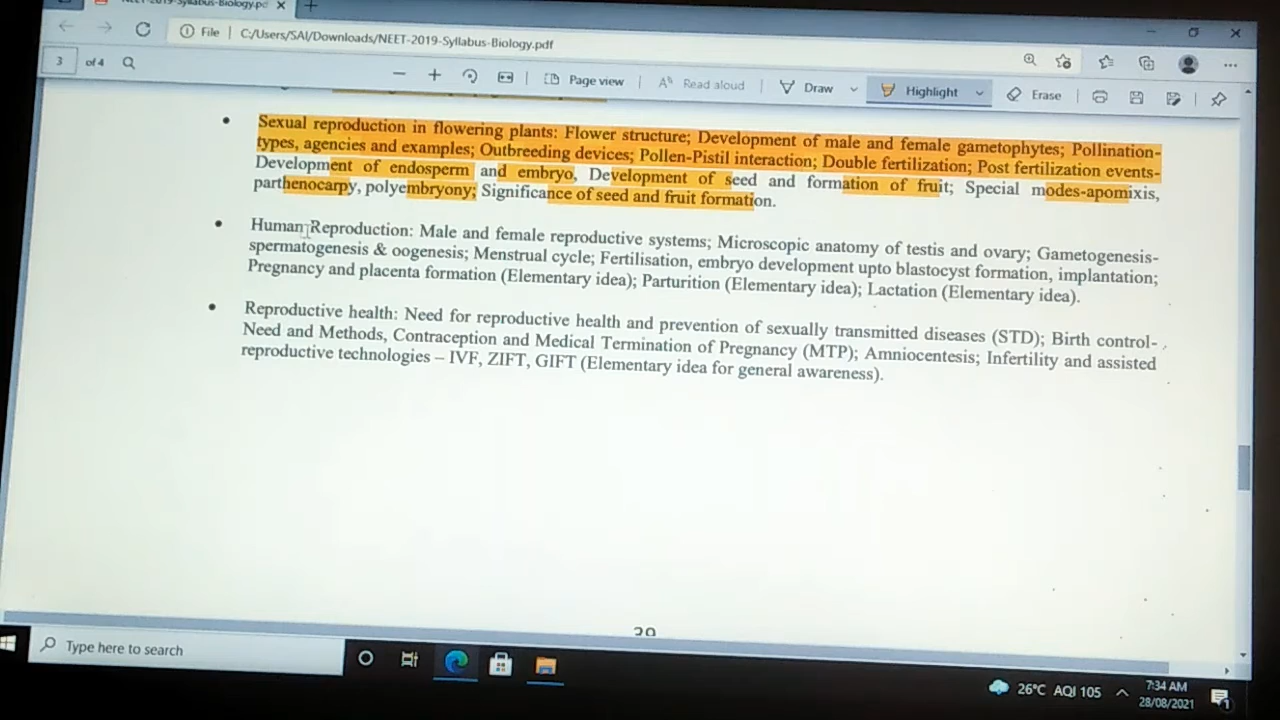 NEET-2019-Syllabus-Biology.pd
File | C:/Users/SAI/Downloads/NEET-2019-Syllabus-Biology.pdf
3 of 4
Page view
Read aloud
Draw
Highlight
Erase
• Sexual reproduction in flowering plants: Flower structure; Development of male and female gametophytes; Pollination-
types, agencies and examples; Outbreeding devices; Pollen-Pistil interaction; Double fertilization; Post fertilization events-
Development of endosperm and embryo, Development of seed and formation of fruit; Special modes-apomixis,
parthenocarpy, polyembryony; Significance of seed and fruit formation.
• Human Reproduction: Male and female reproductive systems; Microscopic anatomy of testis and ovary; Gametogenesis-
spermatogenesis & oogenesis; Menstrual cycle; Fertilisation, embryo development upto blastocyst formation, implantation;
Pregnancy and placenta formation (Elementary idea); Parturition (Elementary idea); Lactation (Elementary idea).
• Reproductive health: Need for reproductive health and prevention of sexually transmitted diseases (STD); Birth control-
Need and Methods, Contraception and Medical Termination of Pregnancy (MTP); Amniocentesis; Infertility and assisted
reproductive technologies – IVF, ZIFT, GIFT (Elementary idea for general awareness).
Type here to search
26°C AQI 105
7:34 AM
28/08/2021
1